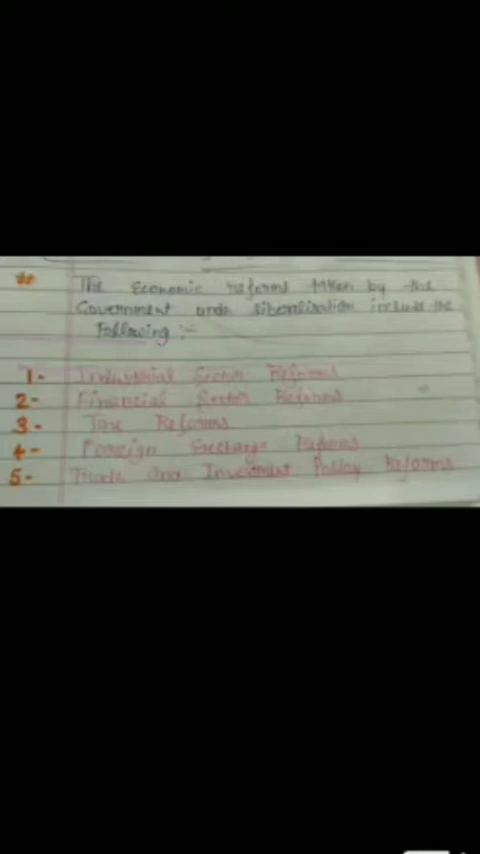 The Economic reforms taken by the
Government under liberalisation include the
Following :-
1- Industrial Sector Reforms
2- Financial Sector Reforms
3- Tax Reforms
4- Foreign Exchange Reforms
5- Trade and Investment Policy Reforms